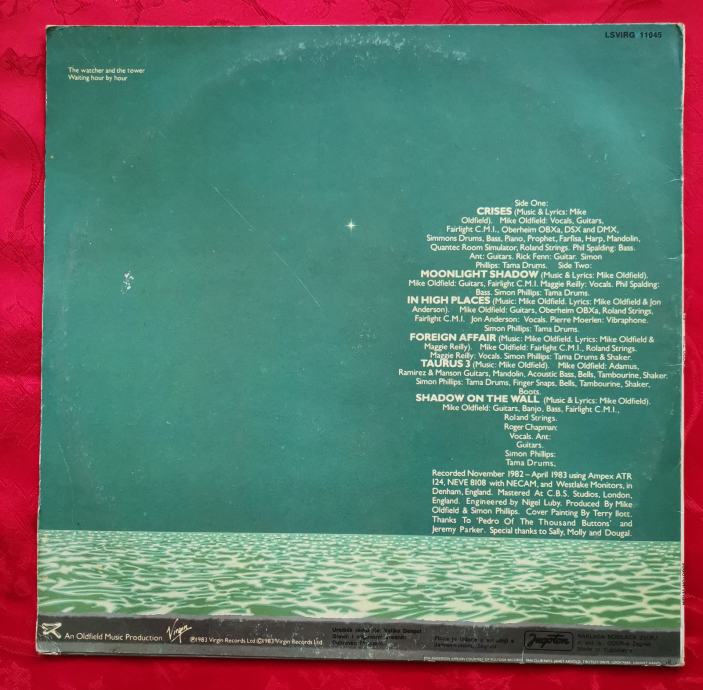 LSVIRG 11045
The watcher and the tower
Waiting hour by hour
Side One:
CRISES (Music & Lyrics: Mike
Oldfield). Mike Oldfield: Vocals, Guitars,
Fairlight C.M.I., Oberheim OBXa, DSX and DMX,
Simmons Drums, Bass, Piano, Prophet, Farfisa, Harp, Mandolin,
Quantec Room Simulator, Roland Strings. Phil Spalding: Bass.
Ant: Guitars. Rick Fenn: Guitar. Simon
Phillips: Tama Drums. Side Two:
MOONLIGHT SHADOW (Music & Lyrics: Mike Oldfield).
Mike Oldfield: Guitars, Fairlight C.M.I. Maggie Reilly: Vocals. Phil Spalding:
Bass. Simon Phillips: Tama Drums.
IN HIGH PLACES (Music: Mike Oldfield. Lyrics: Mike Oldfield & Jon
Anderson). Mike Oldfield: Guitars, Oberheim OBXa, Roland Strings,
Fairlight C.M.I. Jon Anderson: Vocals. Pierre Moerlen: Vibraphone.
Simon Phillips: Tama Drums.
FOREIGN AFFAIR (Music: Mike Oldfield. Lyrics: Mike Oldfield &
Maggie Reilly). Mike Oldfield: Fairlight C.M.I., Roland Strings.
Maggie Reilly: Vocals. Simon Phillips: Tama Drums & Shaker.
TAURUS 3 (Music: Mike Oldfield). Mike Oldfield: Adamus,
Ramirez & Manson Guitars, Mandolin, Acoustic Bass, Bells, Tambourine, Shaker.
Simon Phillips: Tama Drums, Finger Snaps, Bells, Tambourine, Shaker,
Boots.
SHADOW ON THE WALL (Music & Lyrics: Mike Oldfield).
Mike Oldfield: Guitars, Banjo, Bass, Fairlight C.M.I.,
Roland Strings.
Roger Chapman:
Vocals. Ant:
Guitars.
Simon Phillips:
Tama Drums.
Recorded November 1982 – April 1983 using Ampex ATR
124, NEVE 8108 with NECAM, and Westlake Monitors, in
Denham, England. Mastered At C.B.S. Studios, London,
England. Engineered by Nigel Luby. Produced By Mike
Oldfield & Simon Phillips. Cover Painting By Terry Ilott.
Thanks To 'Pedro Of The Thousand Buttons' and
Jeremy Parker. Special thanks to Sally, Molly and Dougal.
An Oldfield Music Production
Virgin
℗1983 Virgin Records Ltd ©1983 Virgin Records Ltd
Jugoton